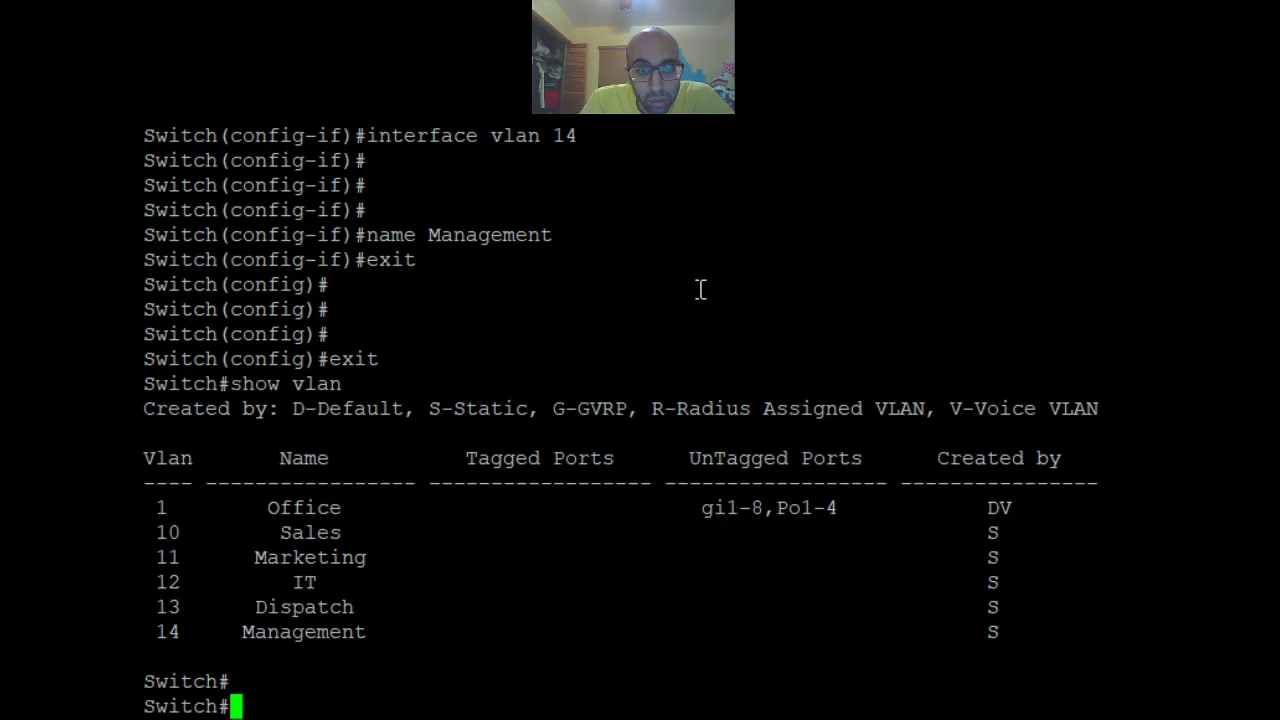 Switch(config-if)#interface vlan 14
Switch(config-if)#
Switch(config-if)#
Switch(config-if)#
Switch(config-if)#name Management
Switch(config-if)#exit
Switch(config)#
Switch(config)#
Switch(config)#
Switch(config)#exit
Switch#show vlan
Created by: D-Default, S-Static, G-GVRP, R-Radius Assigned VLAN, V-Voice VLAN
Vlan Name Tagged Ports UnTagged Ports Created by
---- ----------------- ------------------ ------------------ ----------------
1 Office gi1-8,Po1-4 DV
10 Sales S
11 Marketing S
12 IT S
13 Dispatch S
14 Management S
Switch#
Switch#